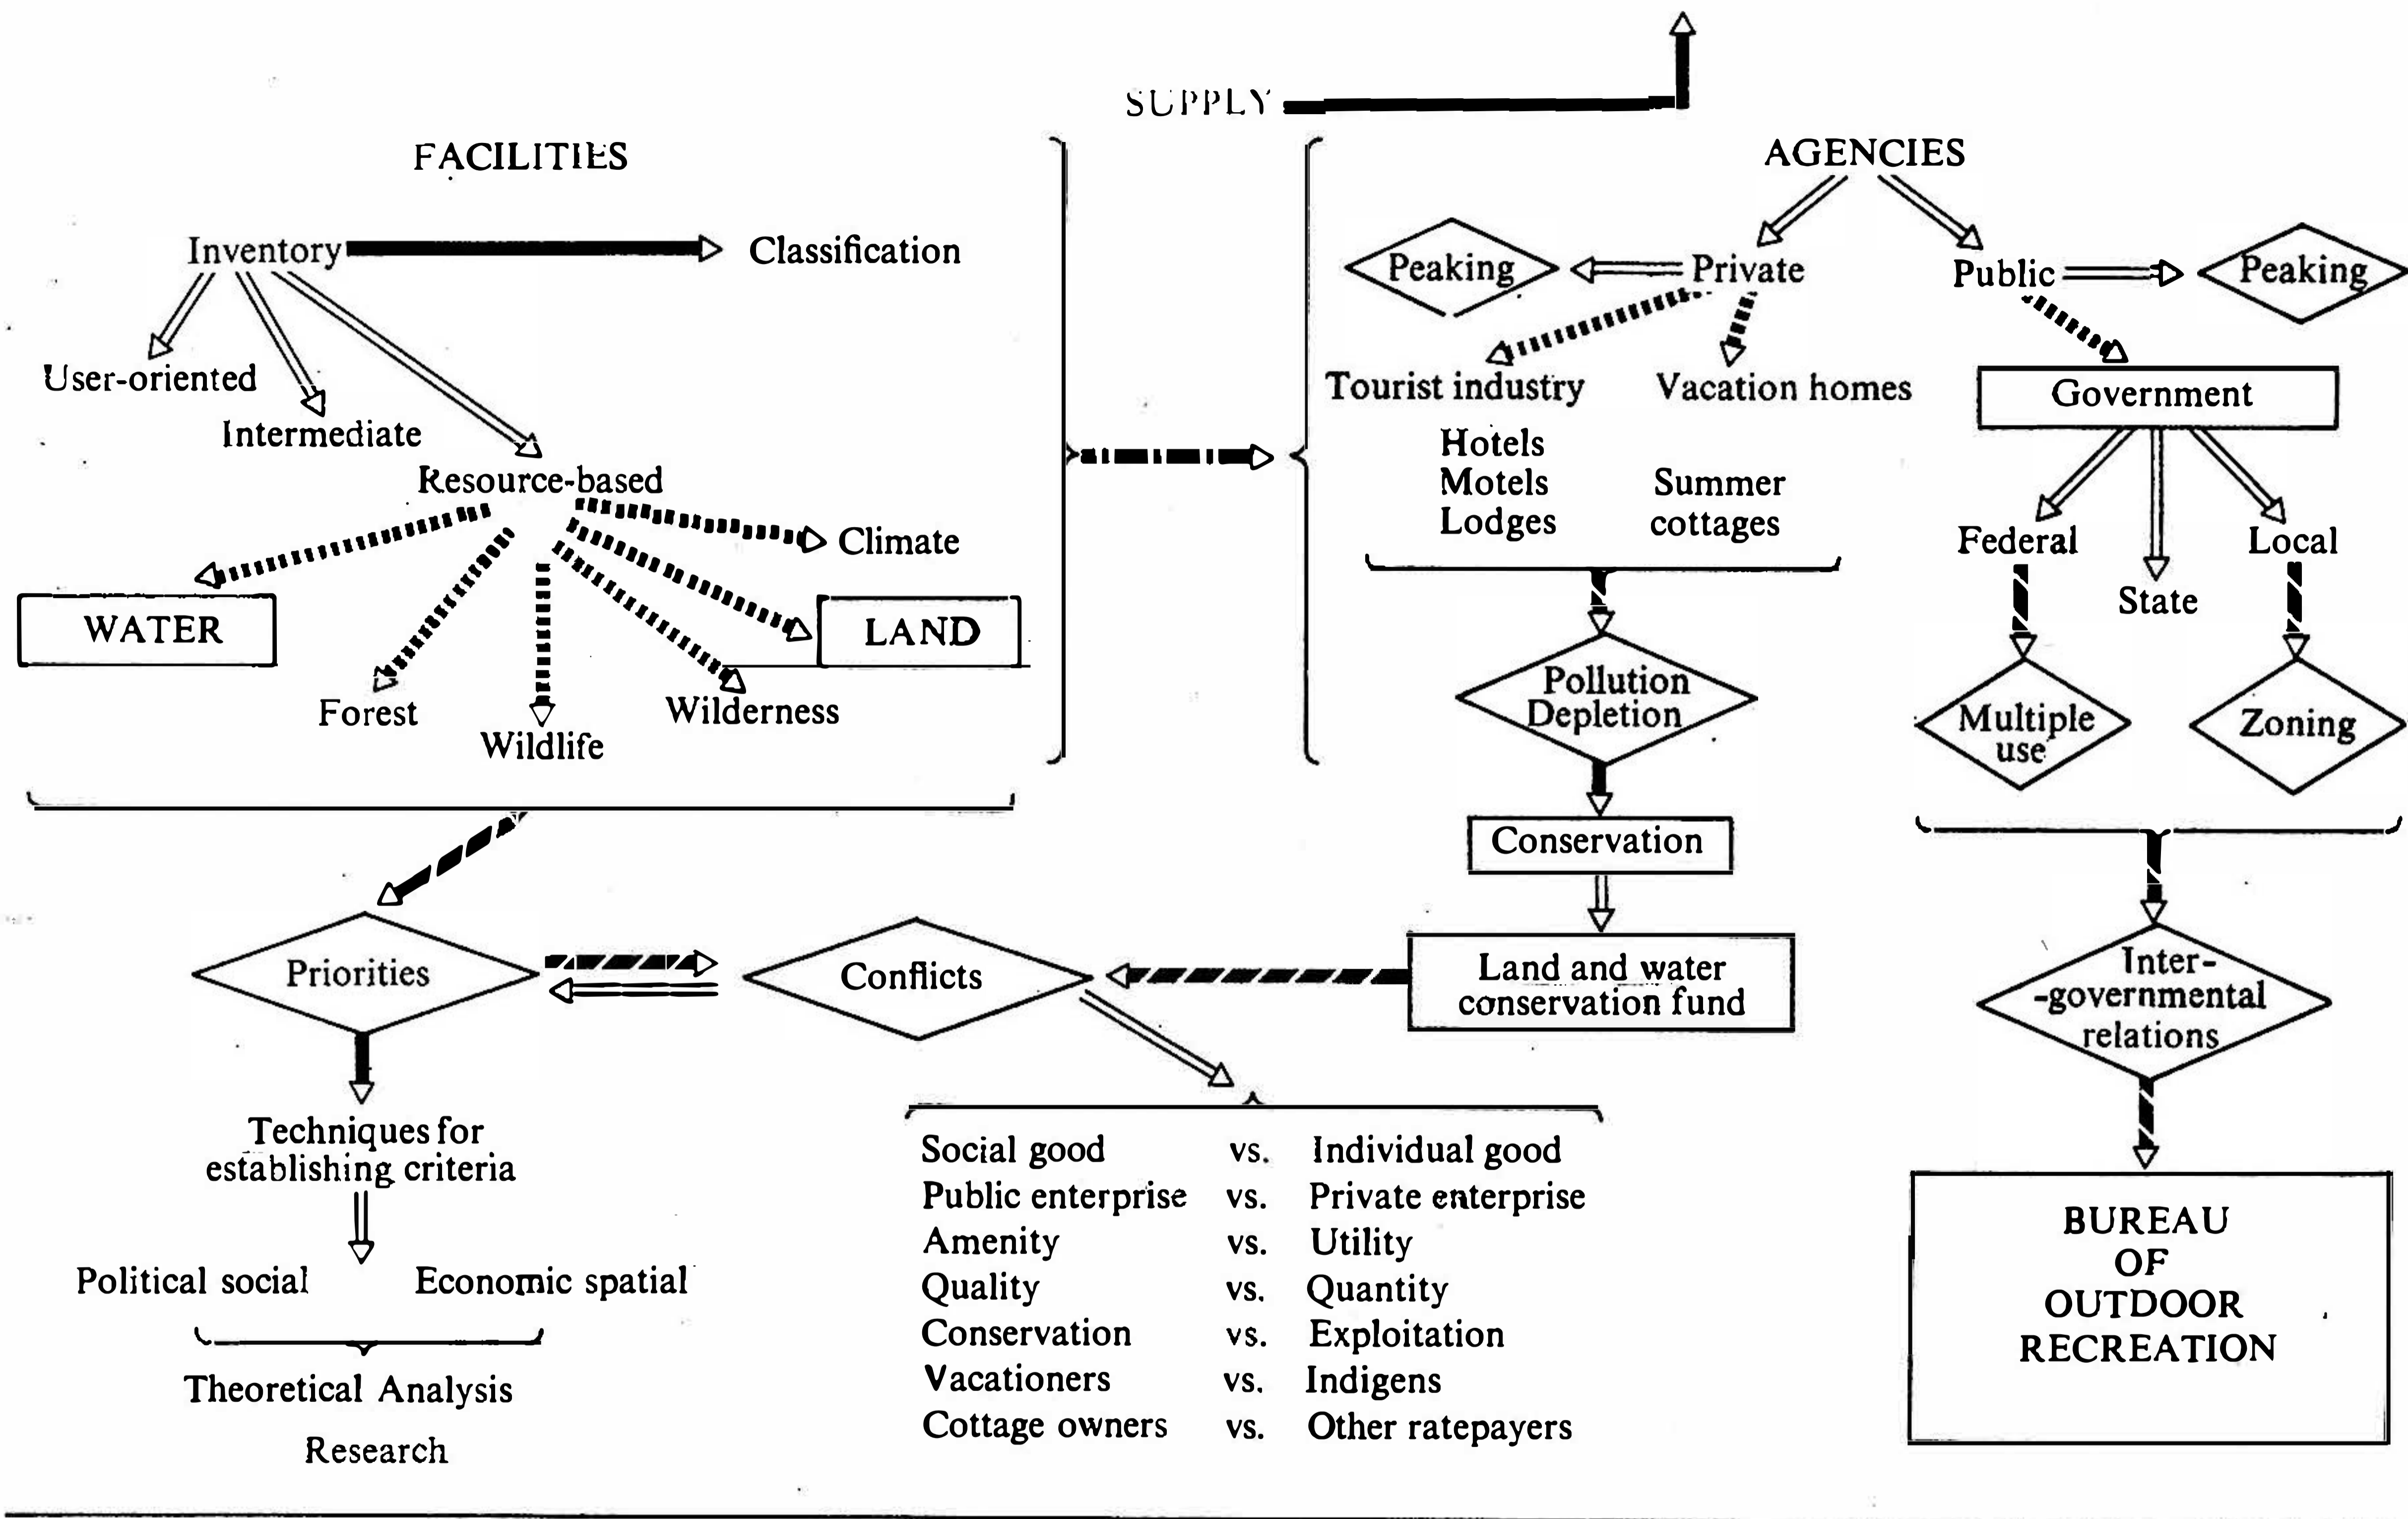 SUPPLY
FACILITIES
Inventory
Classification
User-oriented
Intermediate
Resource-based
Climate
WATER
LAND
Forest
Wilderness
Wildlife
AGENCIES
Peaking
Private
Public
Peaking
Tourist industry
Vacation homes
Government
Hotels
Motels
Lodges
Summer
cottages
Federal
State
Local
Pollution
Depletion
Multiple
use
Zoning
Conservation
Land and water
conservation fund
Inter-
-governmental
relations
BUREAU
OF
OUTDOOR
RECREATION
Priorities
Conflicts
Techniques for
establishing criteria
Political social
Economic spatial
Theoretical Analysis
Research
Social good vs. Individual good
Public enterprise vs. Private enterprise
Amenity vs. Utility
Quality vs. Quantity
Conservation vs. Exploitation
Vacationers vs. Indigens
Cottage owners vs. Other ratepayers